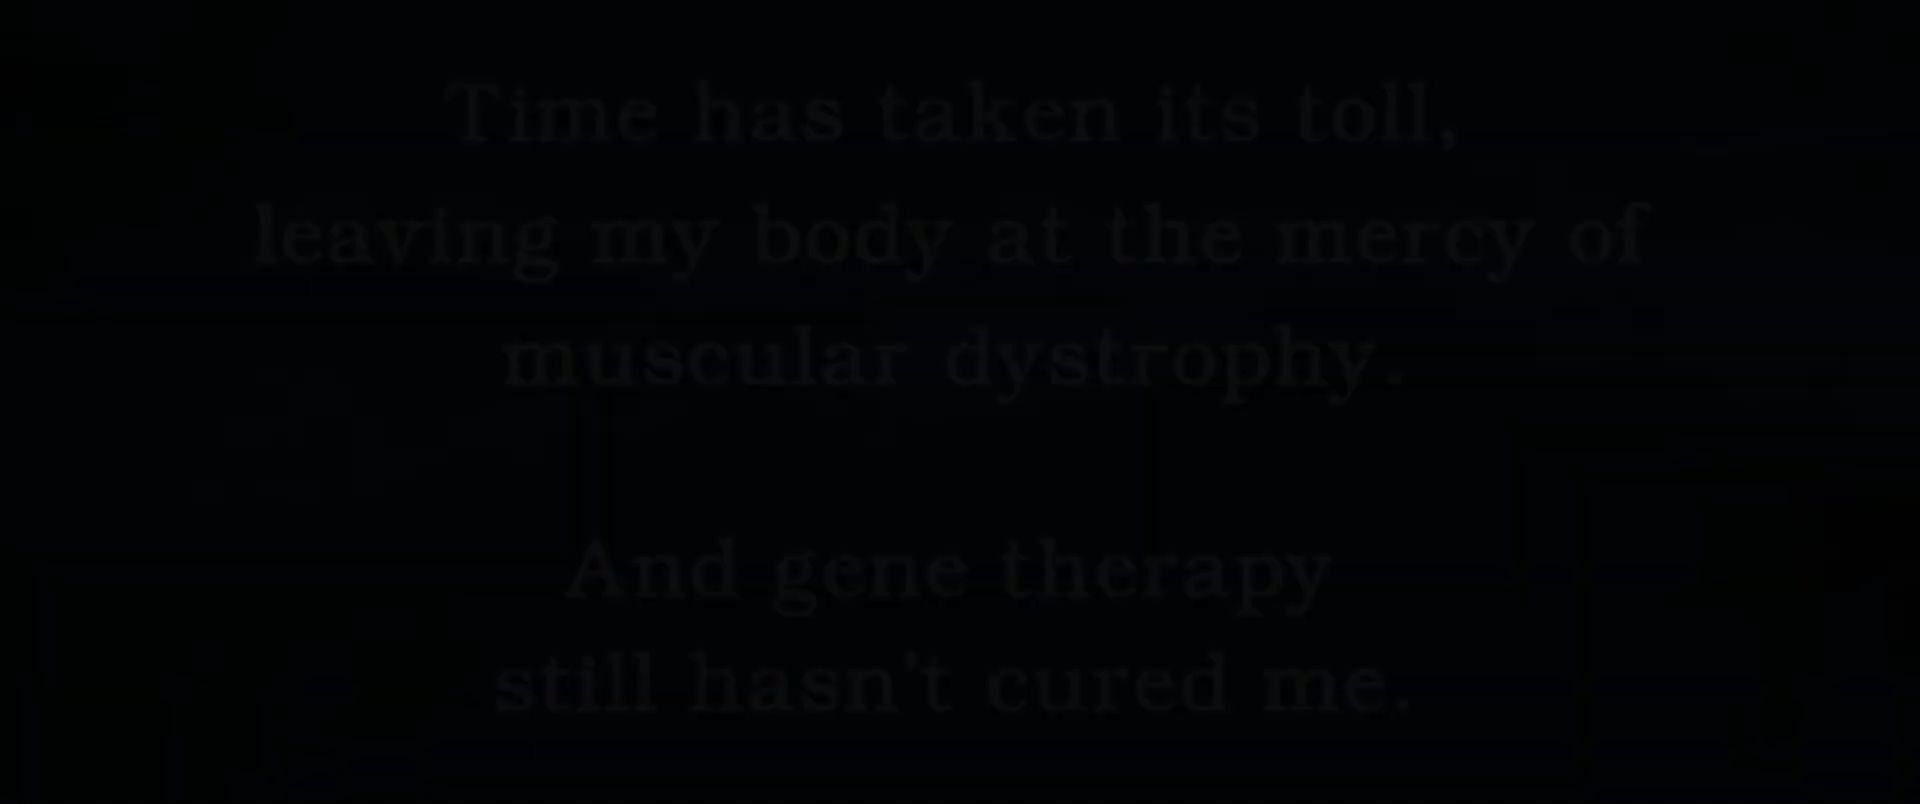 Time has taken its toll,
leaving my body at the mercy of
muscular dystrophy.
And gene therapy
still hasn't cured me.